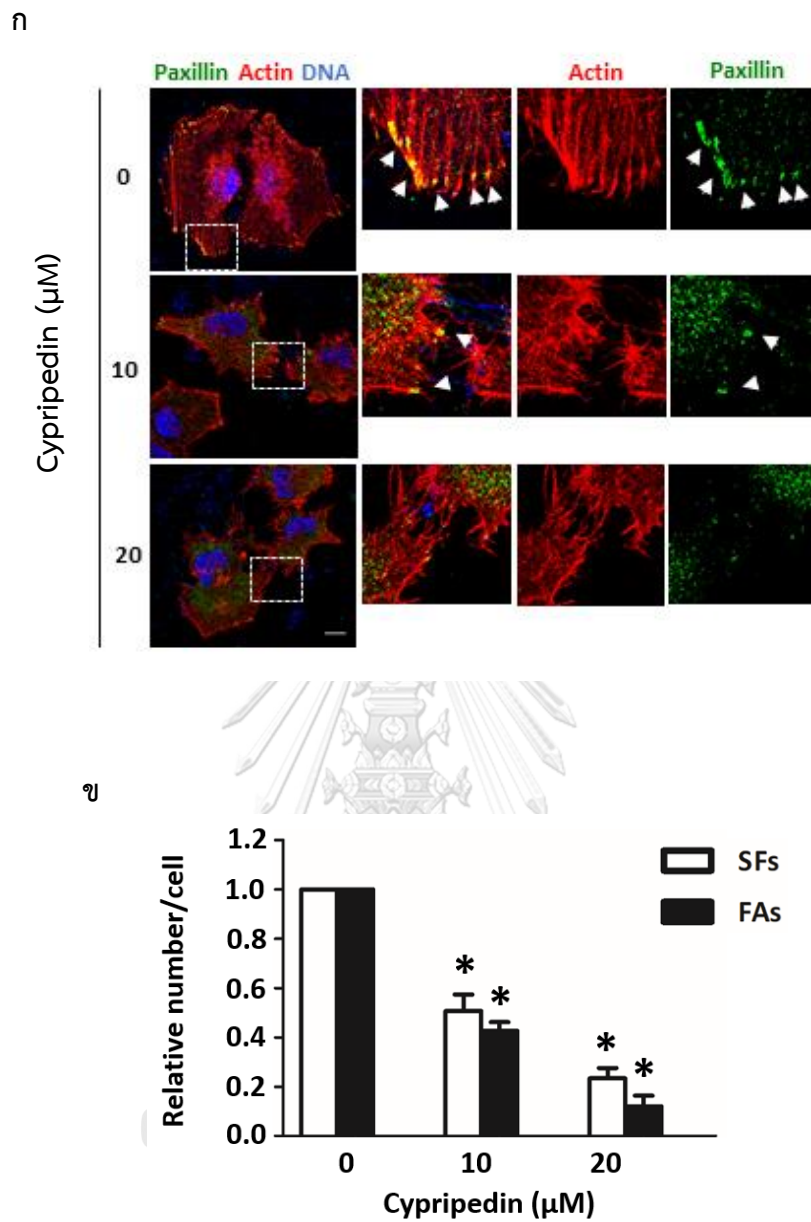 ก
Paxillin Actin DNA Actin Paxillin
0
10
20
Cypripedin (µM)
ข
1.2
1.0
0.8
0.6
0.4
0.2
0.0
Relative number/cell
SFs
FAs
* *
* *
0 10 20
Cypripedin (µM)